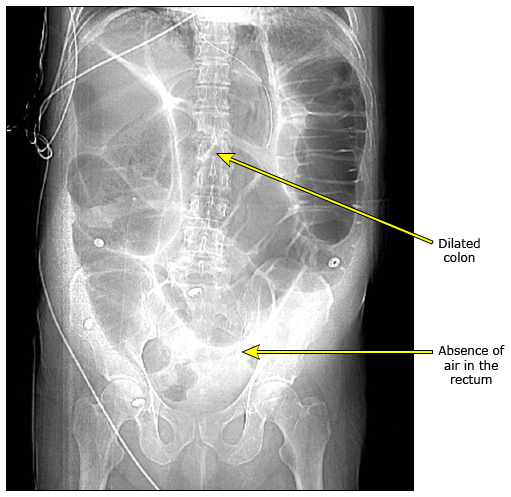 Dilated
colon
Absence of
air in the
rectum